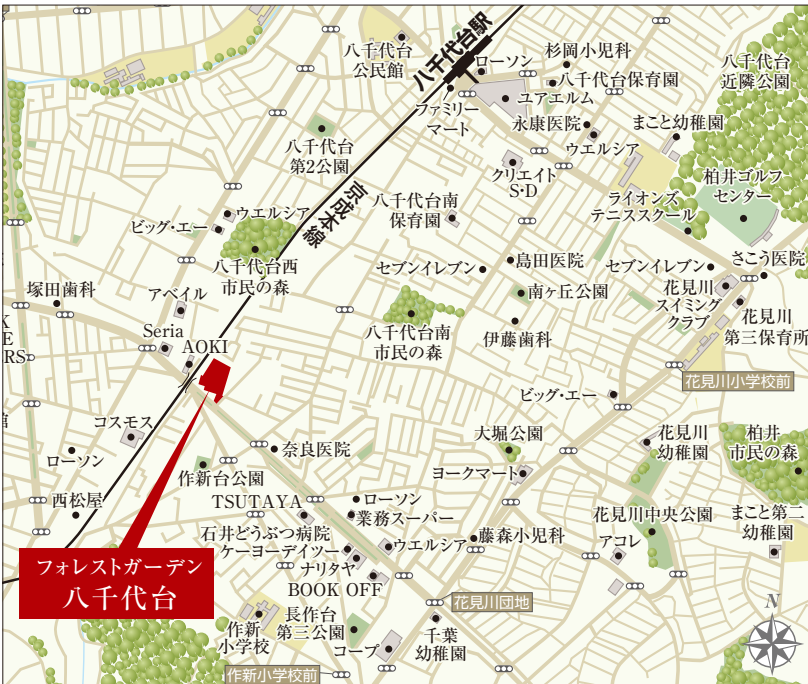 八千代台駅
八千代台
公民館
ローソン
杉岡小児科
八千代台保育園
ファミリー
マート
ユアエルム
八千代台
近隣公園
永康医院
ウエルシア
まこと幼稚園
八千代台
第2公園
クリエイト
S・D
柏井ゴルフ
センター
京成本線
八千代台南
保育園
ライオンズ
テニススクール
ウエルシア
ビッグ・エー
八千代台西
市民の森
セブンイレブン
島田医院
セブンイレブン
さこう医院
塚田歯科
アベイル
南ヶ丘公園
花見川
スイミング
クラブ
花見川
第三保育所
Seria
AOKI
八千代台南
市民の森
伊藤歯科
花見川小学校前
ビッグ・エー
コスモス
ローソン
奈良医院
大堀公園
花見川
幼稚園
柏井
市民の森
作新台公園
ヨークマート
西松屋
TSUTAYA
ローソン
業務スーパー
花見川中央公園
まこと第二
幼稚園
石井どうぶつ病院
ケーヨーデイツー
ウエルシア
藤森小児科
アコレ
フォレストガーデン
八千代台
ナリタヤ
BOOK OFF
花見川団地
作新
小学校
長作台
第三公園
コープ
千葉
幼稚園
作新小学校前
N